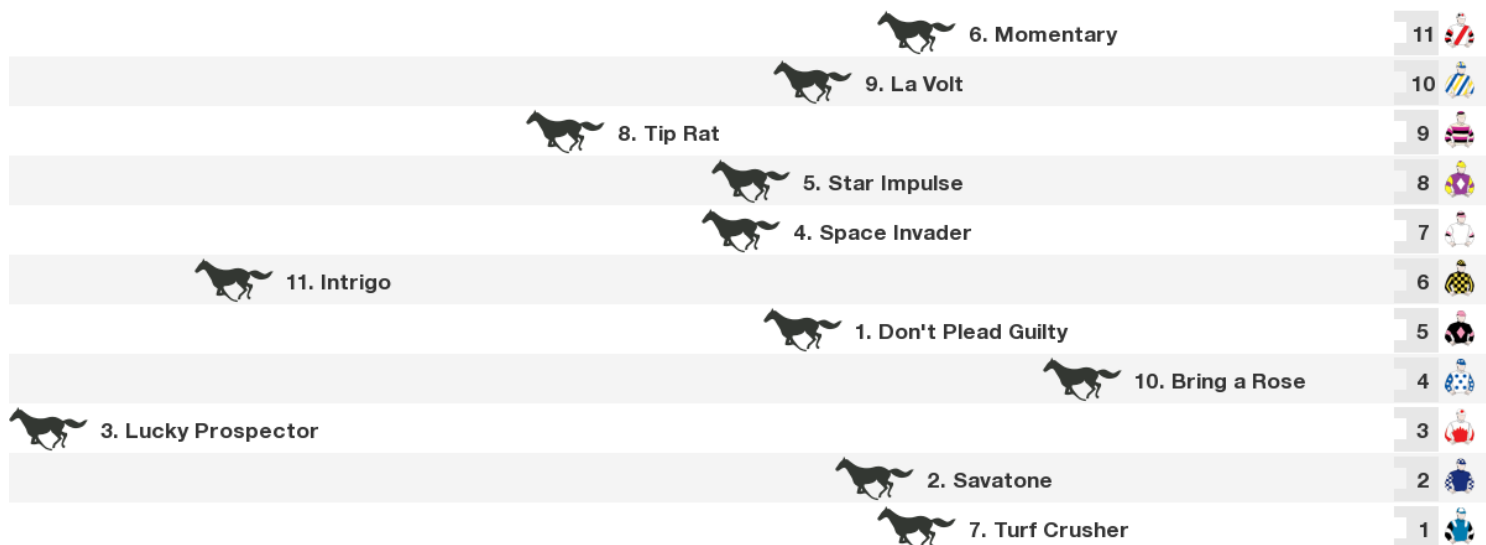 6. Momentary 11
9. La Volt 10
8. Tip Rat 9
5. Star Impulse 8
4. Space Invader 7
11. Intrigo 6
1. Don't Plead Guilty 5
10. Bring a Rose 4
3. Lucky Prospector 3
2. Savatone 2
7. Turf Crusher 1